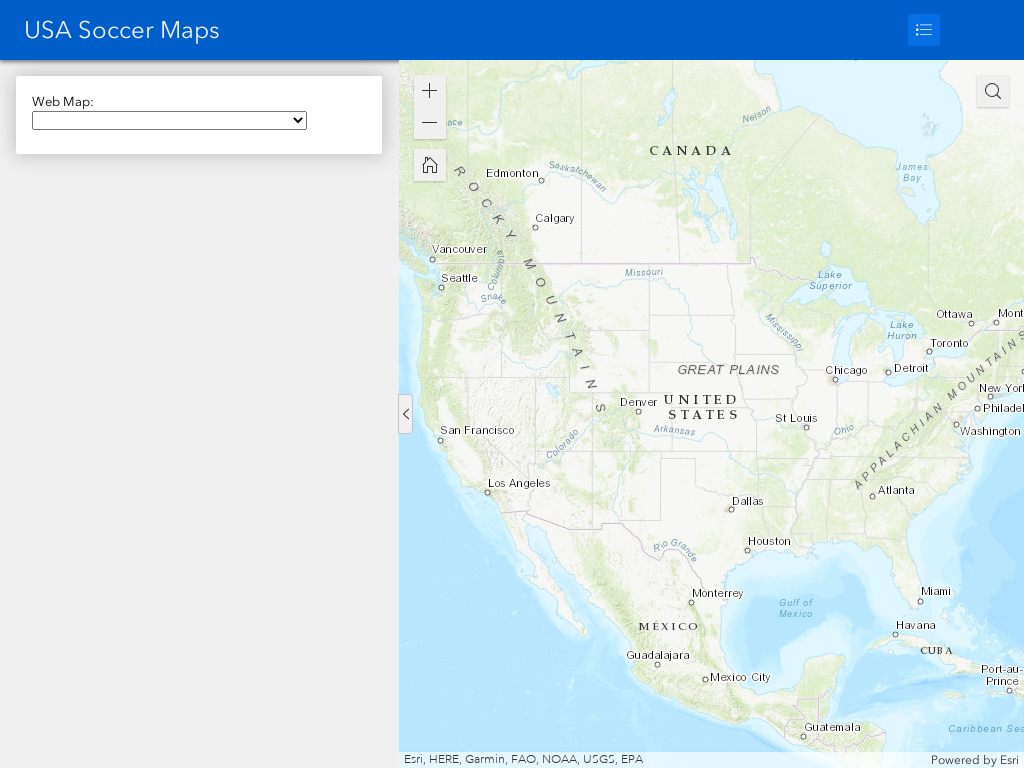 USA Soccer Maps
Web Map:
Nelson
CANADA
James
Bay
Edmonton
Saskatchewan
ROCKY MOUNTAINS
Calgary
Vancouver
Columbia
Seattle
Snake
Missouri
Lake
Superior
Mississippi
Ottawa
Mont
Lake
Huron
Toronto
Chicago
Detroit
GREAT PLAINS
APPALACHIAN MOUNTAINS
New York
Philadel
Denver
UNITED
STATES
St Louis
Ohio
Washington
San Francisco
Colorado
Arkansas
Los Angeles
Atlanta
Dallas
Rio Grande
Houston
Monterrey
Gulf of
Mexico
Miami
MÉXICO
Havana
CUBA
Guadalajara
Mexico City
Port-au-
Prince
Guatemala
Caribbean Sea
Esri, HERE, Garmin, FAO, NOAA, USGS, EPA
Powered by Esri